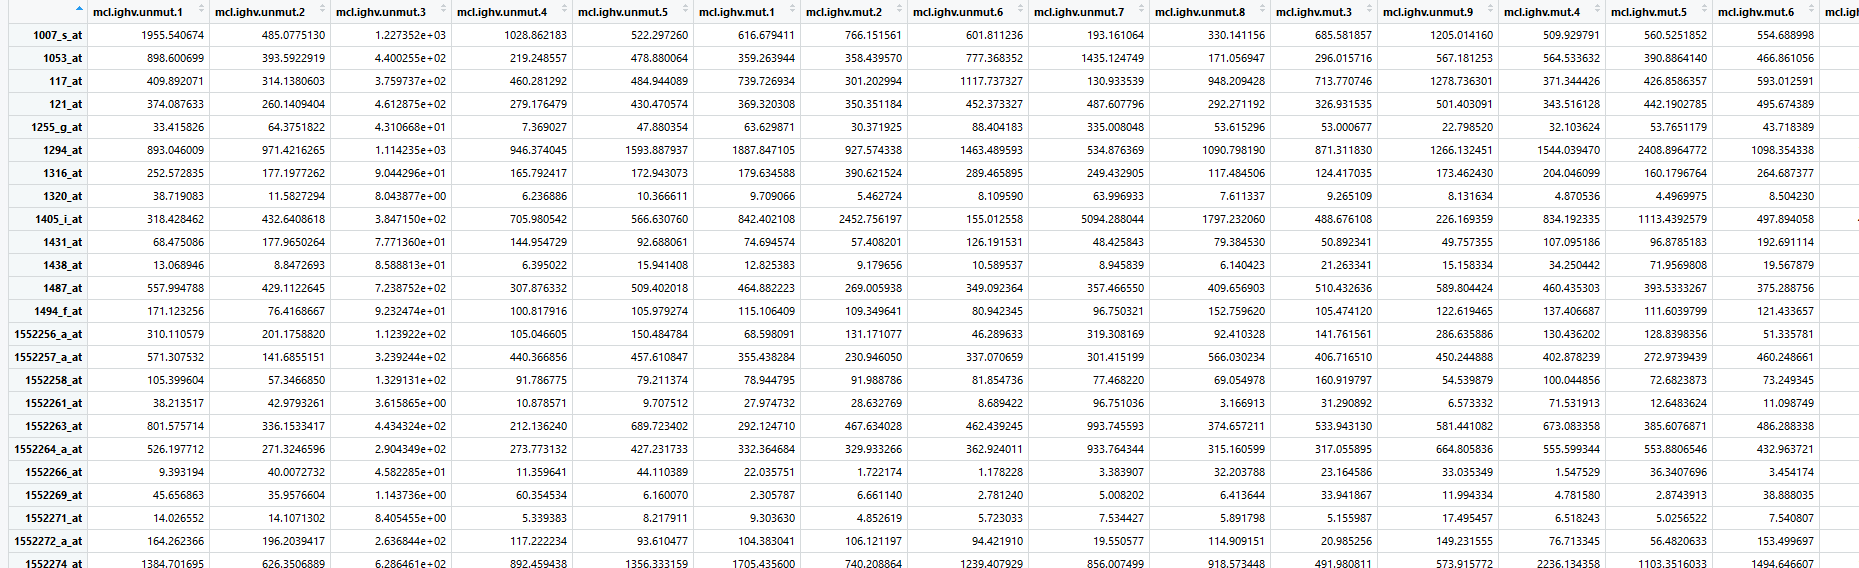 mcl.ighv.unmut.1 mcl.ighv.unmut.2 mcl.ighv.unmut.3 mcl.ighv.unmut.4 mcl.ighv.unmut.5 mcl.ighv.mut.1 mcl.ighv.mut.2 mcl.ighv.unmut.6 mcl.ighv.unmut.7 mcl.ighv.unmut.8 mcl.ighv.mut.3 mcl.ighv.unmut.9 mcl.ighv.mut.4 mcl.ighv.mut.5 mcl.ighv.mut.6 mcl.igh
1007_s_at 1955.540674 485.0775130 1.227352e+03 1028.862183 522.297260 616.679411 766.151561 601.811236 193.161064 330.141156 685.581857 1205.014160 509.929791 560.5251852 554.688998
1053_at 898.600699 393.5922919 4.400255e+02 219.248557 478.880064 359.263944 358.439570 777.368352 1435.124749 171.056947 296.015716 567.181253 564.533632 390.8864140 466.861056
117_at 409.892071 314.1380603 3.759737e+02 460.281292 484.944089 739.726934 301.202994 1117.737327 130.933539 948.209428 713.770746 1278.736301 371.344426 426.8586357 593.012591
121_at 374.087633 260.1409404 4.612875e+02 279.176479 430.470574 369.320308 350.351184 452.373327 487.607796 292.271192 326.931535 501.403091 343.516128 442.1902785 495.674389
1255_g_at 33.415826 64.3751822 4.310668e+01 7.369027 47.880354 63.629871 30.371925 88.404183 335.008048 53.615296 53.000677 22.798520 32.103624 53.7651179 43.718389
1294_at 893.046009 971.4216265 1.114235e+03 946.374045 1593.887937 1887.847105 927.574338 1463.489593 534.876369 1090.798190 871.311830 1266.132451 1544.039470 2408.8964772 1098.354338
1316_at 252.572835 177.1977262 9.044296e+01 165.792417 172.943073 179.634588 390.621524 289.465895 249.432905 117.484506 124.417035 173.462430 204.046099 160.1796764 264.687377
1320_at 38.719083 11.5827294 8.043877e+00 6.236886 10.366611 9.709066 5.462724 8.109590 63.996933 7.611337 9.265109 8.131634 4.870536 4.4969975 8.504230
1405_i_at 318.428462 432.6408618 3.847150e+02 705.980542 566.630760 842.402108 2452.756197 155.012558 5094.288044 1797.232060 488.676108 226.169359 834.192335 1113.4392579 497.894058
1431_at 68.475086 177.9650264 7.771360e+01 144.954729 92.688061 74.694574 57.408201 126.191531 48.425843 79.384530 50.892341 49.757355 107.095186 96.8785183 192.691114
1438_at 13.068946 8.8472693 8.588813e+01 6.395022 15.941408 12.825383 9.179656 10.589537 8.945839 6.140423 21.263341 15.158334 34.250442 71.9569808 19.567879
1487_at 557.994788 429.1122645 7.238752e+02 307.876332 509.402018 464.882223 269.005938 349.092364 357.466550 409.656903 510.432636 589.804424 460.435303 393.5333267 375.288756
1494_f_at 171.123256 76.4168667 9.232474e+01 100.817916 105.979274 115.106409 109.349641 80.942345 96.750321 152.759620 105.474120 122.619465 137.406687 111.6039799 121.433657
1552256_a_at 310.110579 201.1758820 1.123922e+02 105.046605 150.484784 68.598091 131.171077 46.289633 319.308169 92.410328 141.761561 286.635886 130.436202 128.8398356 51.335781
1552257_a_at 571.307532 141.6855151 3.239244e+02 440.366856 457.610847 355.438284 230.946050 337.070659 301.415199 566.030234 406.716510 450.244888 402.878239 272.9739439 460.248661
1552258_at 105.399604 57.3466850 1.329131e+02 91.786775 79.211374 78.944795 91.988786 81.854736 77.468220 69.054978 160.919797 54.539879 100.044856 72.6823873 73.249345
1552261_at 38.213517 42.9793261 3.615865e+00 10.878571 9.707512 27.974732 28.632769 8.689422 96.751036 3.166913 31.290892 6.573332 71.531913 12.6483624 11.098749
1552263_at 801.575714 336.1533417 4.434324e+02 212.136240 689.723402 292.124710 467.634028 462.439245 993.745593 374.657211 533.943130 581.441082 673.083358 385.6076871 486.288338
1552264_a_at 526.197712 271.3246596 2.904349e+02 273.773132 427.231733 332.364684 329.933266 362.924011 933.764344 315.160599 317.055895 664.805836 555.599344 553.8806546 432.963721
1552266_at 9.393194 40.0072732 4.582285e+01 11.359641 44.110389 22.035751 1.722174 1.178228 3.383907 32.203788 23.164586 33.035349 1.547529 36.3407696 3.454174
1552269_at 45.656863 35.9576604 1.143736e+00 60.354534 6.160070 2.305787 6.661140 2.781240 5.008202 6.413644 33.941867 11.994334 4.781580 2.8743913 38.888035
1552271_at 14.026552 14.1071302 8.405455e+00 5.339383 8.217911 9.303630 4.852619 5.723033 7.534427 5.891798 5.155987 17.495457 6.518243 5.0256522 7.540807
1552272_a_at 164.262366 196.2039417 2.636844e+02 117.222234 93.610477 104.383041 106.121197 94.421910 19.550577 114.909151 20.985256 149.231555 76.713345 56.4820633 153.499697
1552274_at 1384.701695 626.3506889 6.286461e+02 892.459438 1356.333159 1705.435600 740.208864 1239.407929 856.007499 918.573448 491.980811 573.915772 2236.134358 1103.3516033 1494.646607